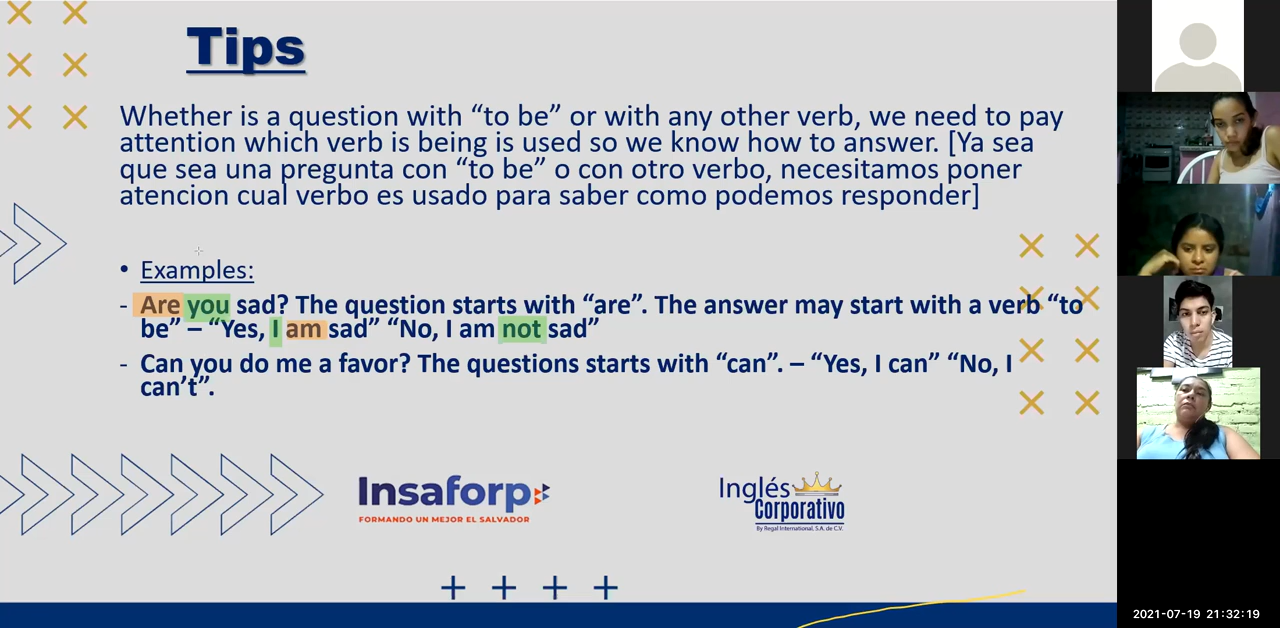 Tips
Whether is a question with “to be” or with any other verb, we need to pay
attention which verb is being is used so we know how to answer. [Ya sea
que sea una pregunta con “to be” o con otro verbo, necesitamos poner
atencion cual verbo es usado para saber como podemos responder]
• Examples:
- Are you sad? The question starts with “are”. The answer may start with a verb “to
be” – “Yes, I am sad” “No, I am not sad”
- Can you do me a favor? The questions starts with “can”. – “Yes, I can” “No, I
can’t”.
Insaforp
FORMANDO UN MEJOR EL SALVADOR
Inglés
Corporativo
By Regal International, S.A. de C.V.
2021-07-19 21:32:19